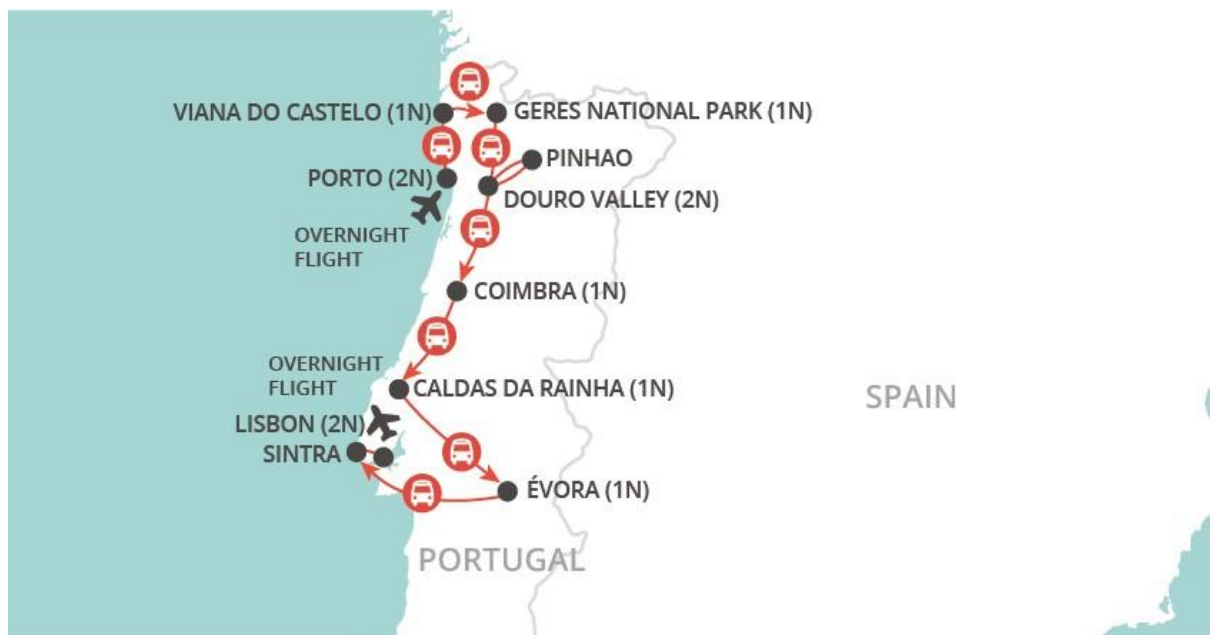 VIANA DO CASTELO (1N)
GERES NATIONAL PARK (1N)
PINHAO
PORTO (2N)
DOURO VALLEY (2N)
OVERNIGHT
FLIGHT
COIMBRA (1N)
OVERNIGHT
FLIGHT
CALDAS DA RAINHA (1N)
SPAIN
LISBON (2N)
SINTRA
ÉVORA (1N)
PORTUGAL